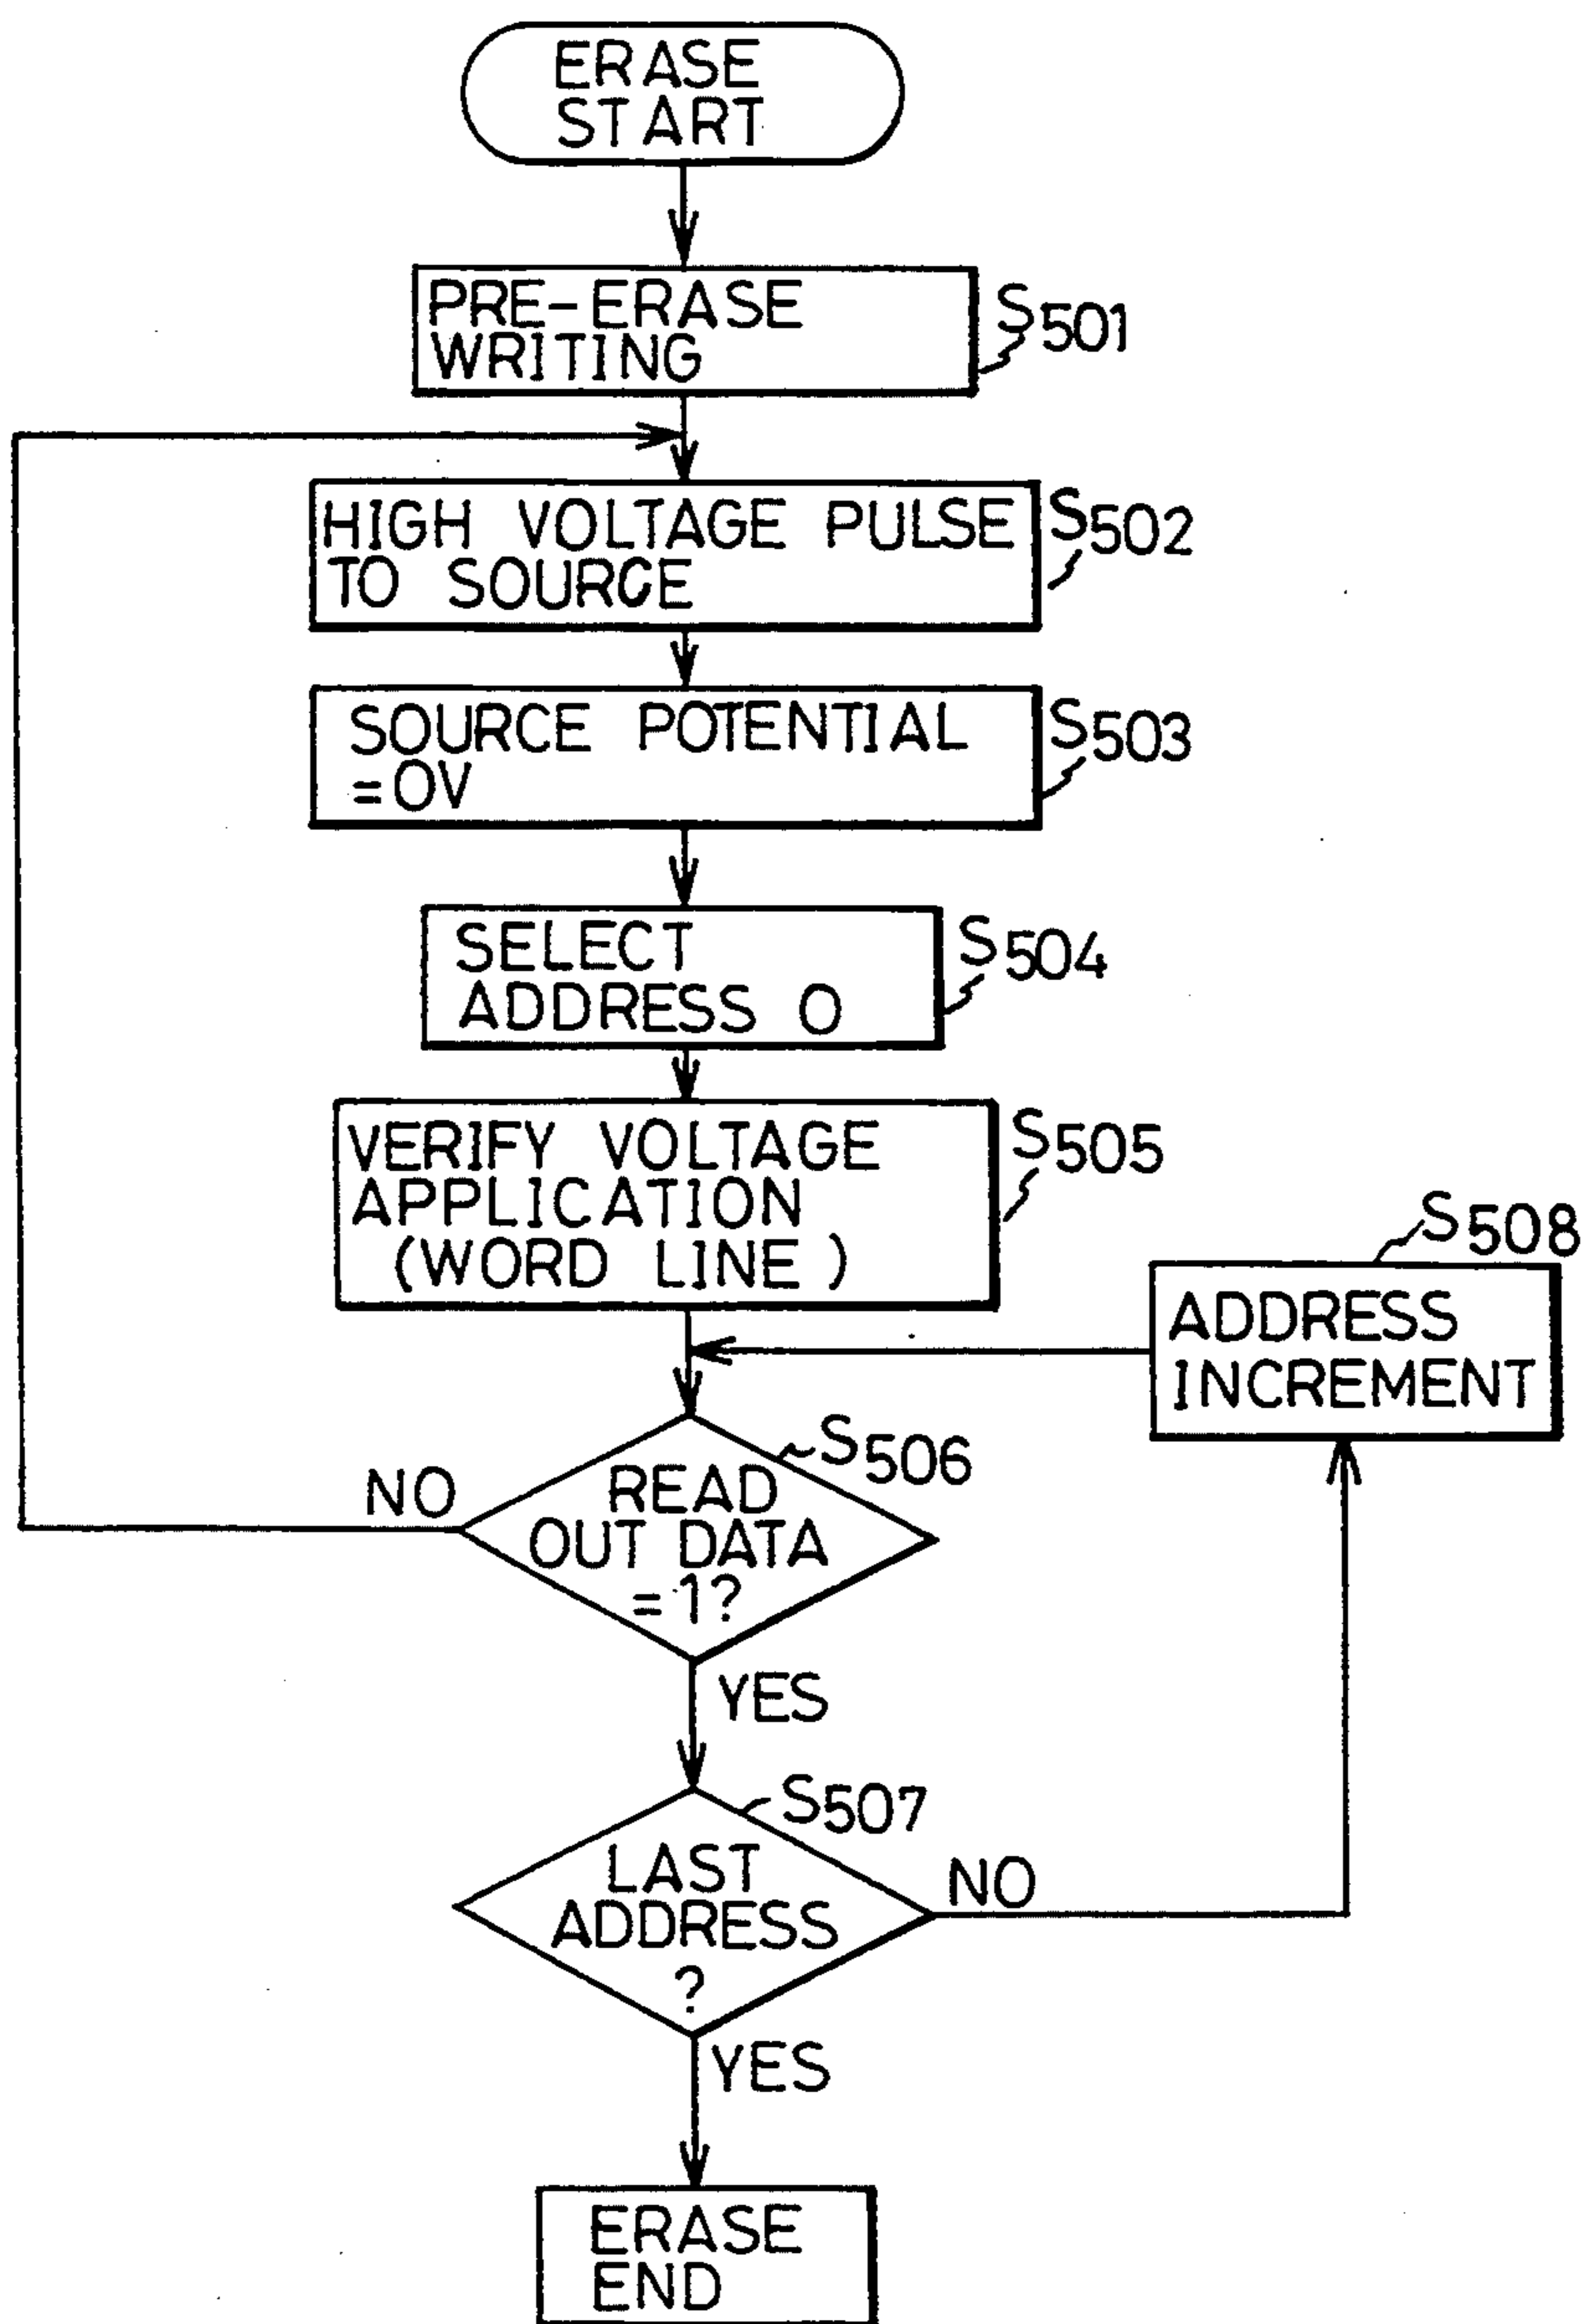 ERASE
START
PRE-ERASE
WRITING
S501
HIGH VOLTAGE PULSE
TO SOURCE
S502
SOURCE POTENTIAL
=0V
S503
SELECT
ADDRESS 0
S504
VERIFY VOLTAGE
APPLICATION
(WORD LINE)
S505
S508
ADDRESS
INCREMENT
S506
NO
READ
OUT DATA
=1?
YES
S507
LAST
ADDRESS
?
NO
YES
ERASE
END